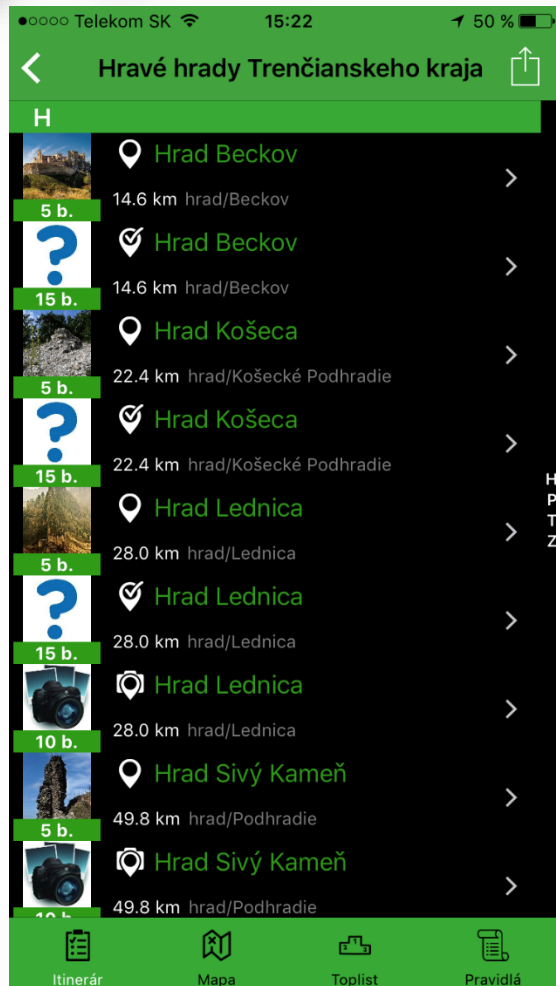 Telekom SK 15:22 50 %
Hravé hrady Trenčianskeho kraja
H
Hrad Beckov
14.6 km hrad/Beckov
5 b.
Hrad Beckov
14.6 km hrad/Beckov
15 b.
Hrad Košeca
22.4 km hrad/Košecké Podhradie
5 b.
Hrad Košeca
22.4 km hrad/Košecké Podhradie
15 b.
Hrad Lednica
28.0 km hrad/Lednica
5 b.
Hrad Lednica
28.0 km hrad/Lednica
15 b.
Hrad Lednica
28.0 km hrad/Lednica
10 b.
Hrad Sivý Kameň
49.8 km hrad/Podhradie
5 b.
Hrad Sivý Kameň
49.8 km hrad/Podhradie
10 b.
H
P
T
Z
Itinerár Mapa Toplist Pravidlá